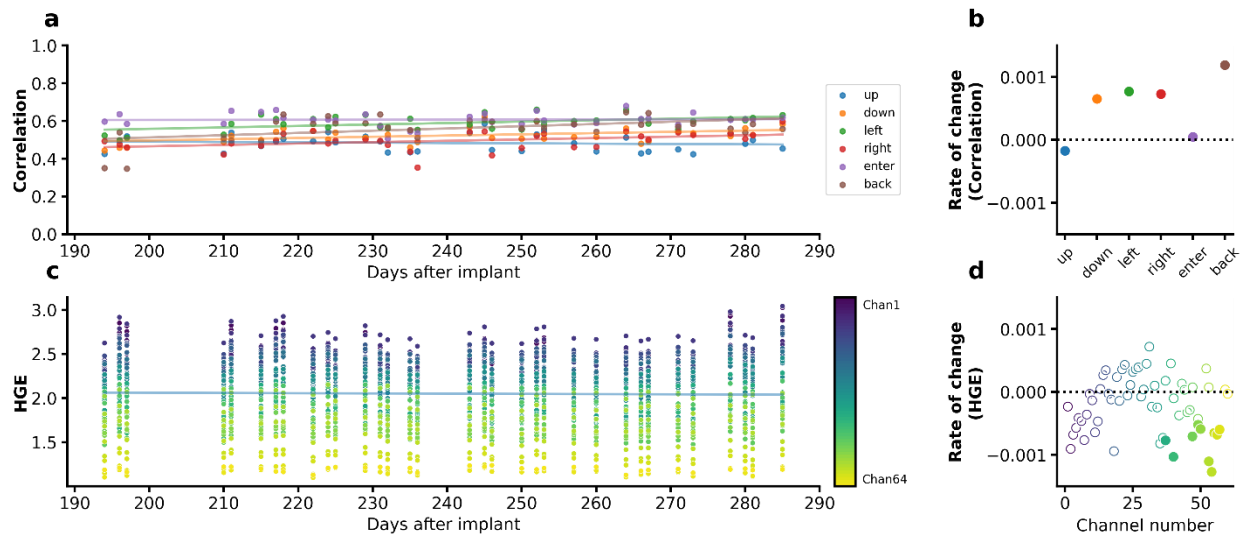 a
Correlation
1.0
0.8
0.6
0.4
0.2
0.0
190
200
210
220
230
240
250
260
270
280
290
Days after implant
up
down
left
right
enter
back
b
Rate of change
(Correlation)
0.001
0.000
−0.001
up
down
left
right
enter
back
c
HGE
3.0
2.5
2.0
1.5
190
200
210
220
230
240
250
260
270
280
290
Days after implant
Chan1
Chan64
d
Rate of change
(HGE)
0.001
0.000
−0.001
0
25
50
Channel number